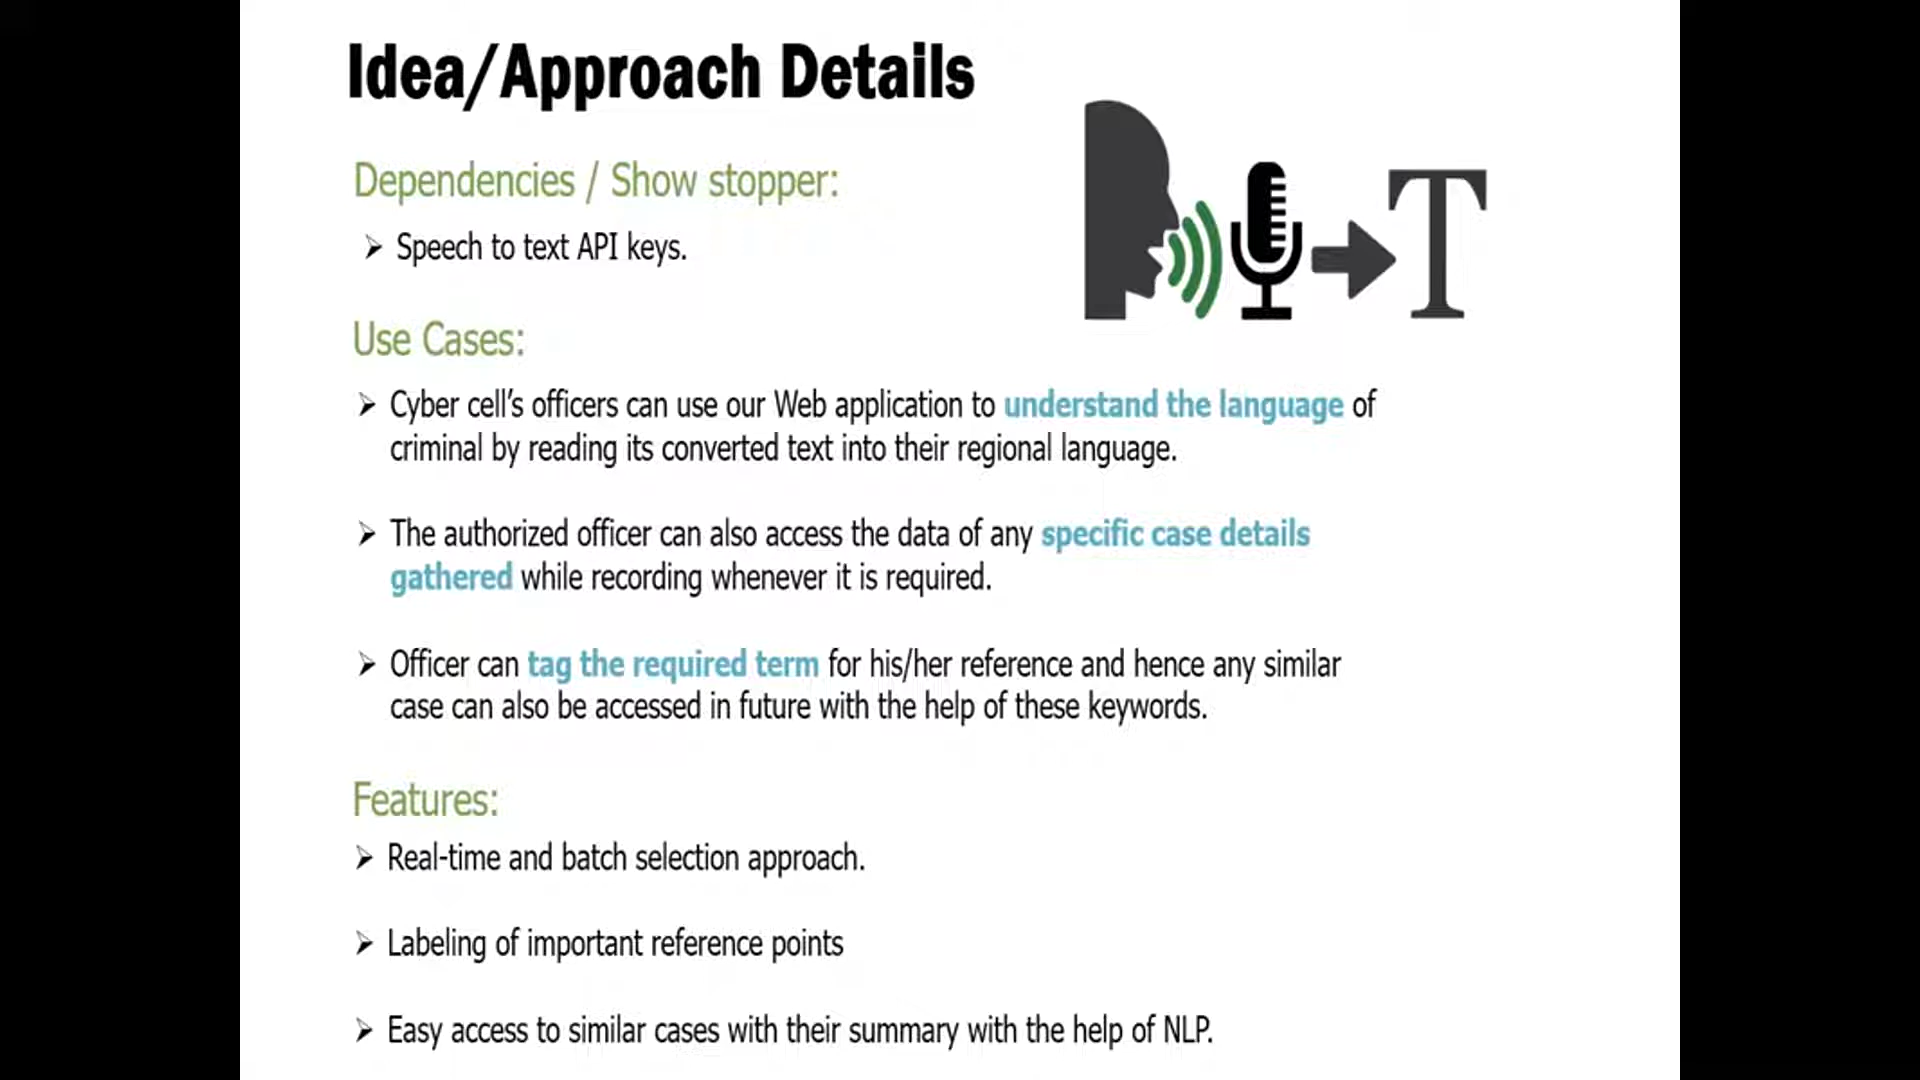 Idea/Approach Details
Dependencies / Show stopper:
➢ Speech to text API keys.
T
Use Cases:
➢ Cyber cell's officers can use our Web application to understand the language of
criminal by reading its converted text into their regional language.
➢ The authorized officer can also access the data of any specific case details
gathered while recording whenever it is required.
➢ Officer can tag the required term for his/her reference and hence any similar
case can also be accessed in future with the help of these keywords.
Features:
➢ Real-time and batch selection approach.
➢ Labeling of important reference points
➢ Easy access to similar cases with their summary with the help of NLP.